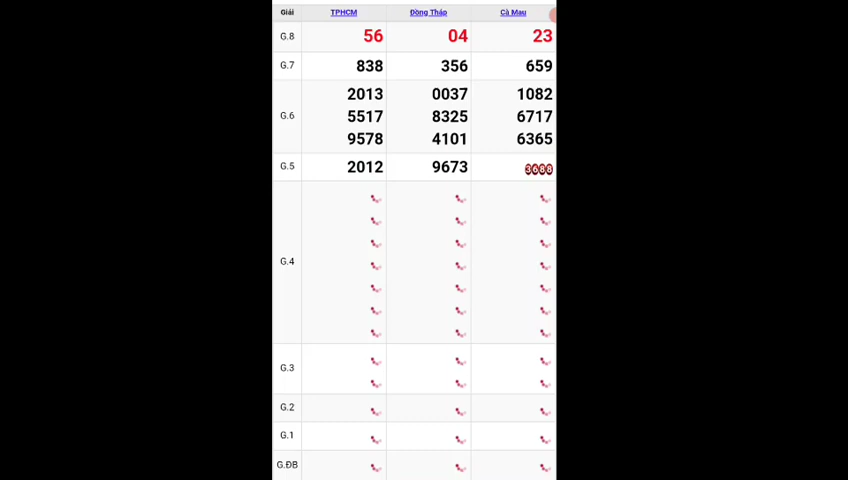 Giải TPHCM Đồng Tháp Cà Mau
G.8 56 04 23
G.7 838 356 659
2013 0037 1082
G.6 5517 8325 6717
9578 4101 6365
G.5 2012 9673 3688
G.4
G.3
G.2
G.1
G.ĐB